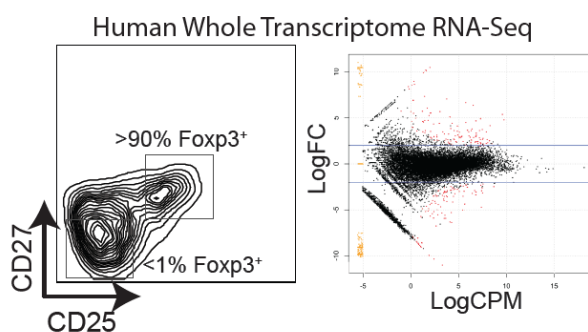 Human Whole Transcriptome RNA-Seq
>90% Foxp3⁺
<1% Foxp3⁺
CD27
CD25
LogFC
10
5
0
-5
-10
-5
0
5
10
15
LogCPM